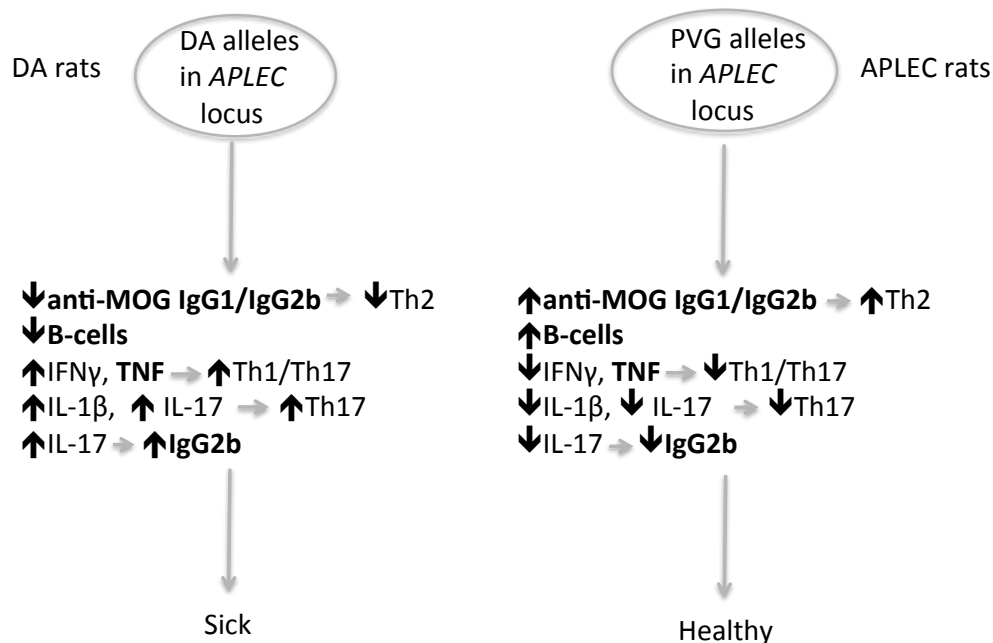 DA rats
DA alleles
in APLEC
locus
PVG alleles
in APLEC
locus
APLEC rats
↓anti-MOG IgG1/IgG2b → ↓Th2
↓B-cells
↑IFNγ, TNF → ↑Th1/Th17
↑IL-1β, ↑ IL-17 → ↑Th17
↑IL-17 → ↑IgG2b
Sick
↑anti-MOG IgG1/IgG2b → ↑Th2
↑B-cells
↓IFNγ, TNF → ↓Th1/Th17
↓IL-1β, ↓ IL-17 → ↓Th17
↓IL-17 → ↓IgG2b
Healthy